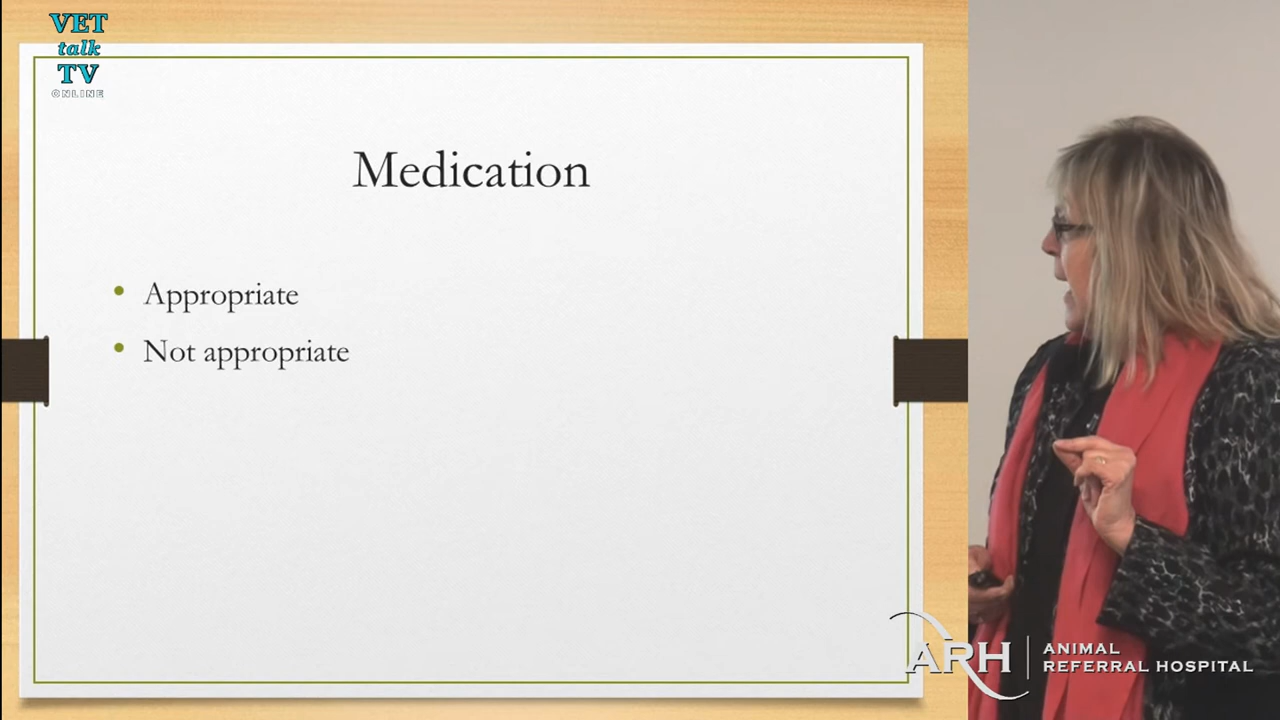 VET
talk
TV
ONLINE
Medication
• Appropriate
• Not appropriate
ARH
ANIMAL
REFERRAL HOSPITAL